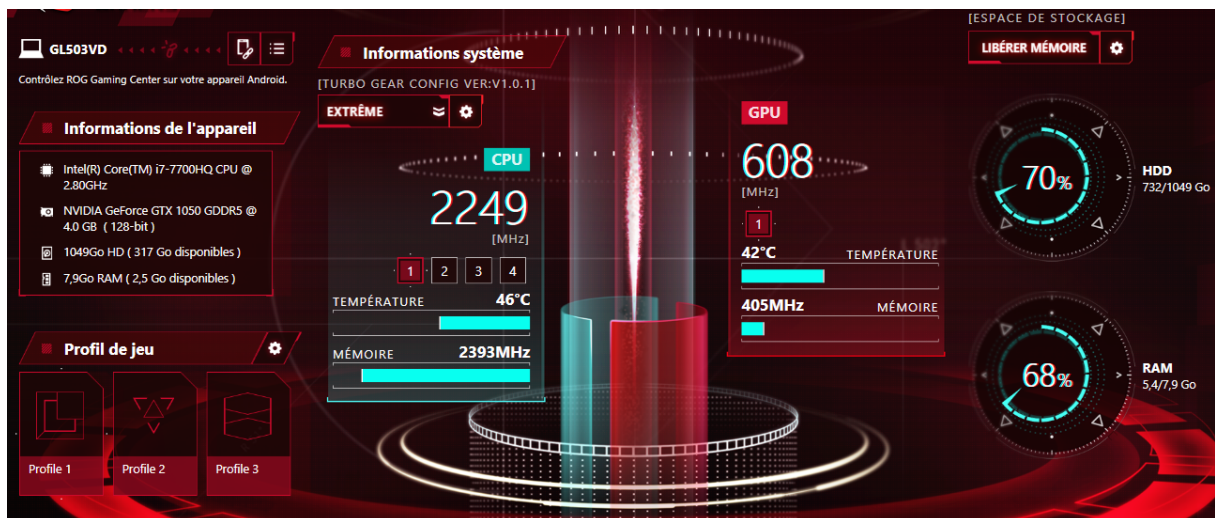 GL503VD
Contrôlez ROG Gaming Center sur votre appareil Android.
Informations de l'appareil
Intel(R) Core(TM) i7-7700HQ CPU @
2.80GHz
NVIDIA GeForce GTX 1050 GDDR5 @
4.0 GB ( 128-bit )
1049Go HD ( 317 Go disponibles )
7,9Go RAM ( 2,5 Go disponibles )
Profil de jeu
Profile 1
Profile 2
Profile 3
Informations système
[TURBO GEAR CONFIG VER:V1.0.1]
EXTRÊME
CPU
2249
[MHz]
1 2 3 4
TEMPÉRATURE 46°C
MÉMOIRE 2393MHz
GPU
608
[MHz]
1
42°C TEMPÉRATURE
405MHz MÉMOIRE
[ESPACE DE STOCKAGE]
LIBÉRER MÉMOIRE
70%
HDD
732/1049 Go
68%
RAM
5,4/7,9 Go